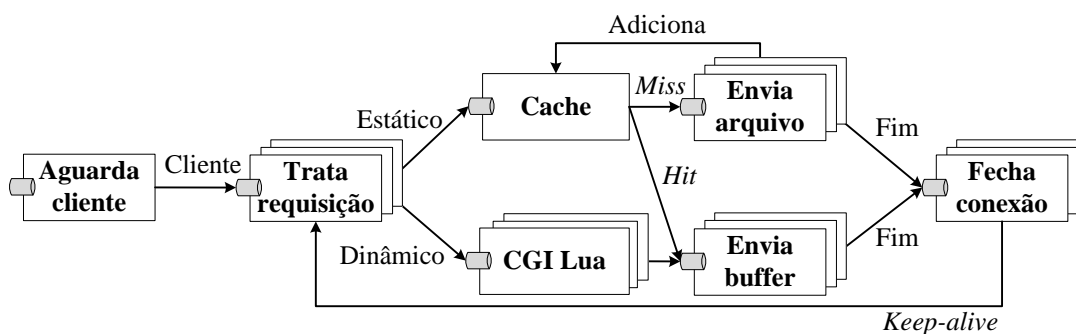 Adiciona
Cache
Miss
Envia
arquivo
Estático
Fim
Aguarda
cliente
Cliente
Trata
requisição
Hit
Fecha
conexão
Dinâmico
CGI Lua
Envia
buffer
Fim
Keep-alive